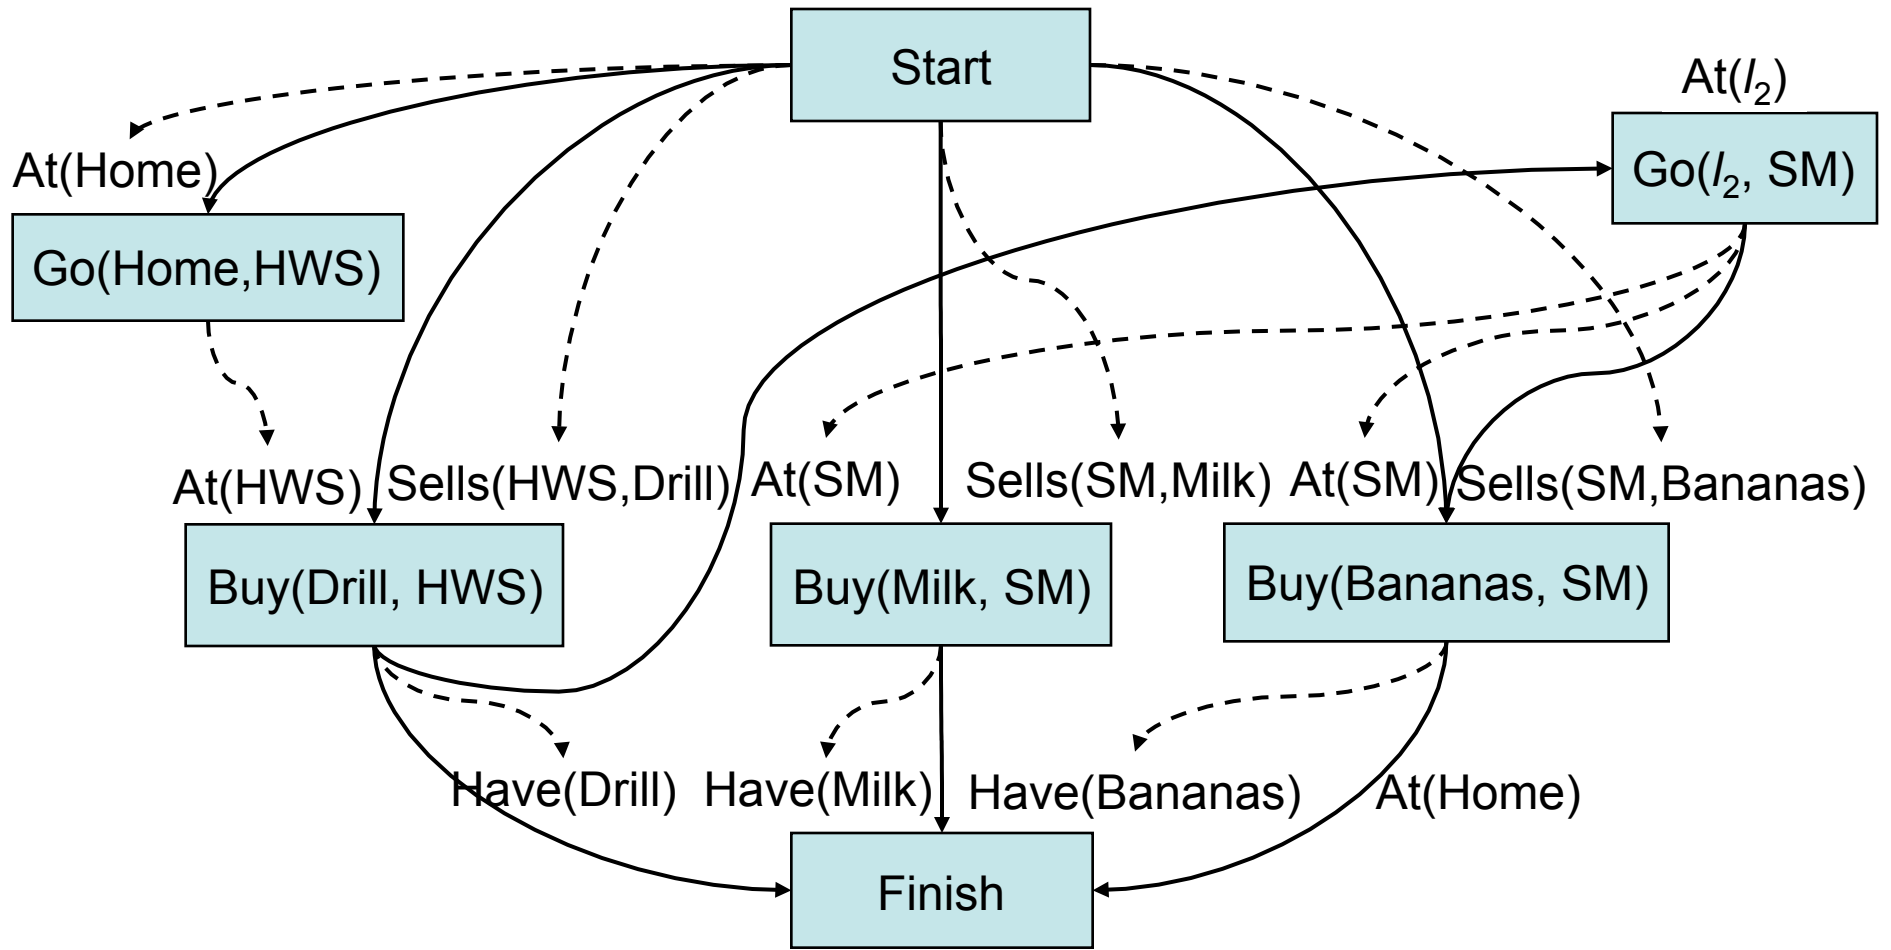 Start
At(l₂)
At(Home)
Go(l₂, SM)
Go(Home,HWS)
At(HWS)
Sells(HWS,Drill)
At(SM)
Sells(SM,Milk)
At(SM)
Sells(SM,Bananas)
Buy(Drill, HWS)
Buy(Milk, SM)
Buy(Bananas, SM)
Have(Drill)
Have(Milk)
Have(Bananas)
At(Home)
Finish